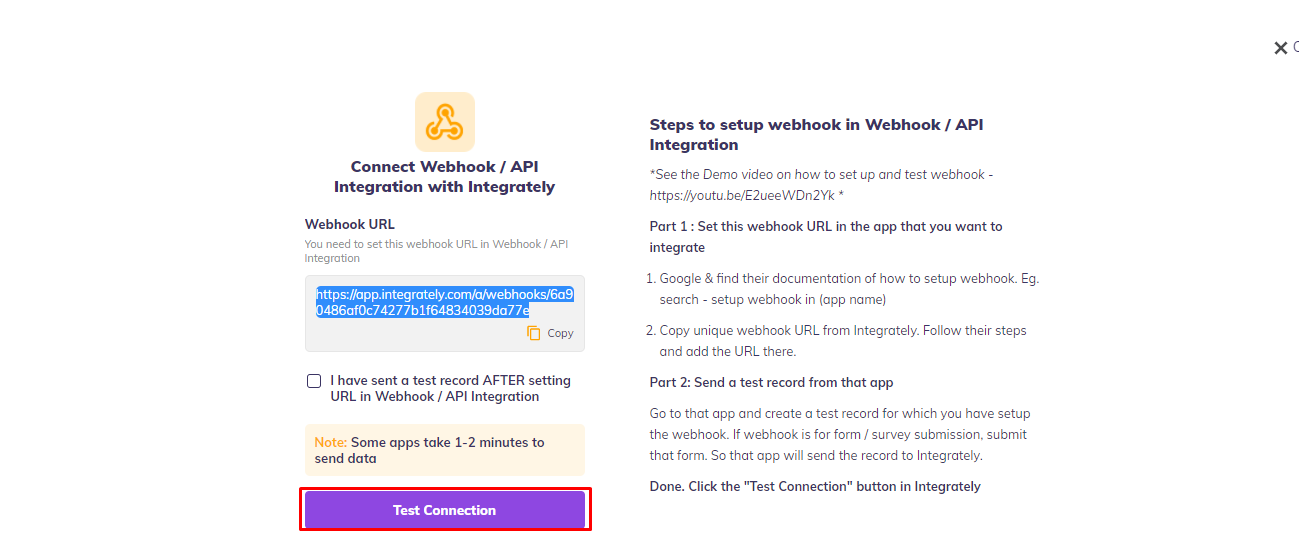 Connect Webhook / API
Integration with Integrately
Webhook URL
You need to set this webhook URL in Webhook / API
Integration
https://app.integrately.com/a/webhooks/6a9
0486af0c74277b1f64834039da77e
Copy
I have sent a test record AFTER setting
URL in Webhook / API Integration
Note: Some apps take 1-2 minutes to
send data
Test Connection
Steps to setup webhook in Webhook / API
Integration
*See the Demo video on how to set up and test webhook -
https://youtu.be/E2ueeWDn2Yk *
Part 1 : Set this webhook URL in the app that you want to
integrate
1. Google & find their documentation of how to setup webhook. Eg.
search - setup webhook in (app name)
2. Copy unique webhook URL from Integrately. Follow their steps
and add the URL there.
Part 2: Send a test record from that app
Go to that app and create a test record for which you have setup
the webhook. If webhook is for form / survey submission, submit
that form. So that app will send the record to Integrately.
Done. Click the "Test Connection" button in Integrately